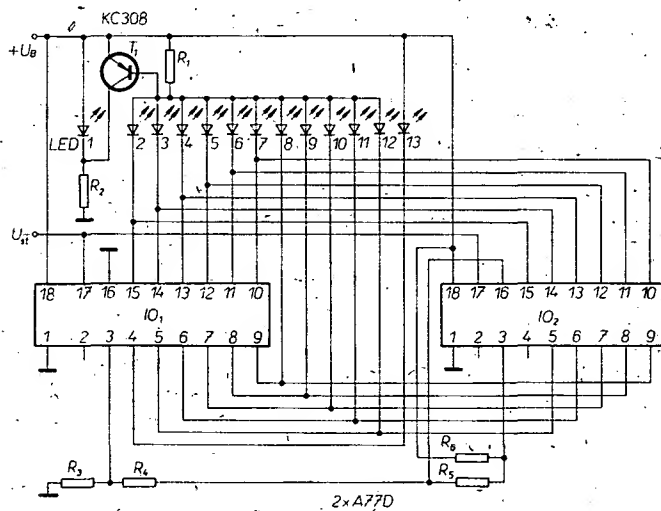 KC308
+U_B
T₁
R₁
LED 1
2 3 4 5 6 7 8 9 10 11 12 13
R₂
U_st
18 17 16 15 14 13 12 11 10
IO₁
1 2 3 4 5 6 7 8 9
18 17 16 15 14 13 12 11 10
IO₂
1 2 3 4 5 6 7 8 9
R₃
R₄
R₆
R₅
2×A77D